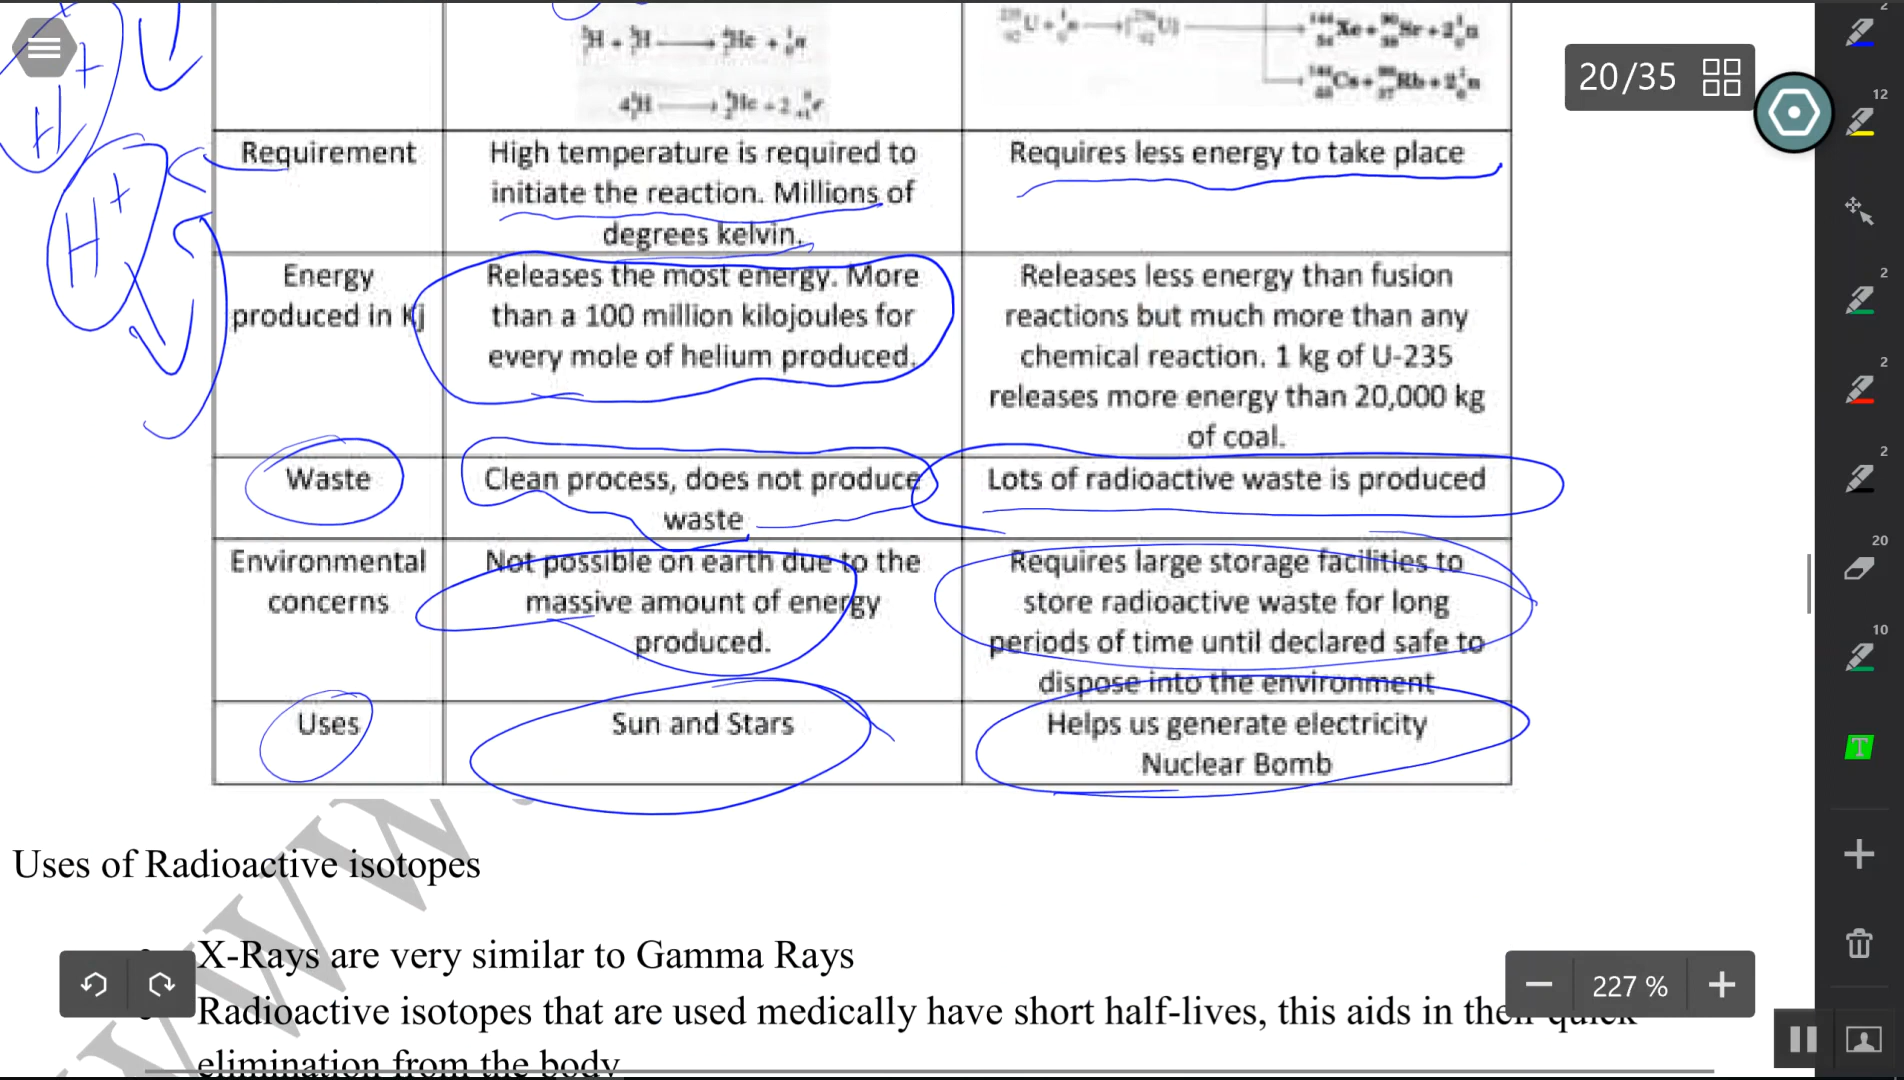 2
20/35
12
Requirement
High temperature is required to
initiate the reaction. Millions of
degrees kelvin.
Requires less energy to take place
H+
H+
Energy
produced in Kj
Releases the most energy. More
than a 100 million kilojoules for
every mole of helium produced.
Releases less energy than fusion
reactions but much more than any
chemical reaction. 1 kg of U-235
releases more energy than 20,000 kg
of coal.
2
2
2
Waste
Clean process, does not produce
waste
Lots of radioactive waste is produced
Environmental
concerns
Not possible on earth due to the
massive amount of energy
produced.
Requires large storage facilities to
store radioactive waste for long
periods of time until declared safe to
dispose into the environment
20
10
Uses
Sun and Stars
Helps us generate electricity
Nuclear Bomb
T
Uses of Radioactive isotopes
X-Rays are very similar to Gamma Rays
227 %
Radioactive isotopes that are used medically have short half-lives, this aids in their quick
elimination from the body
WW